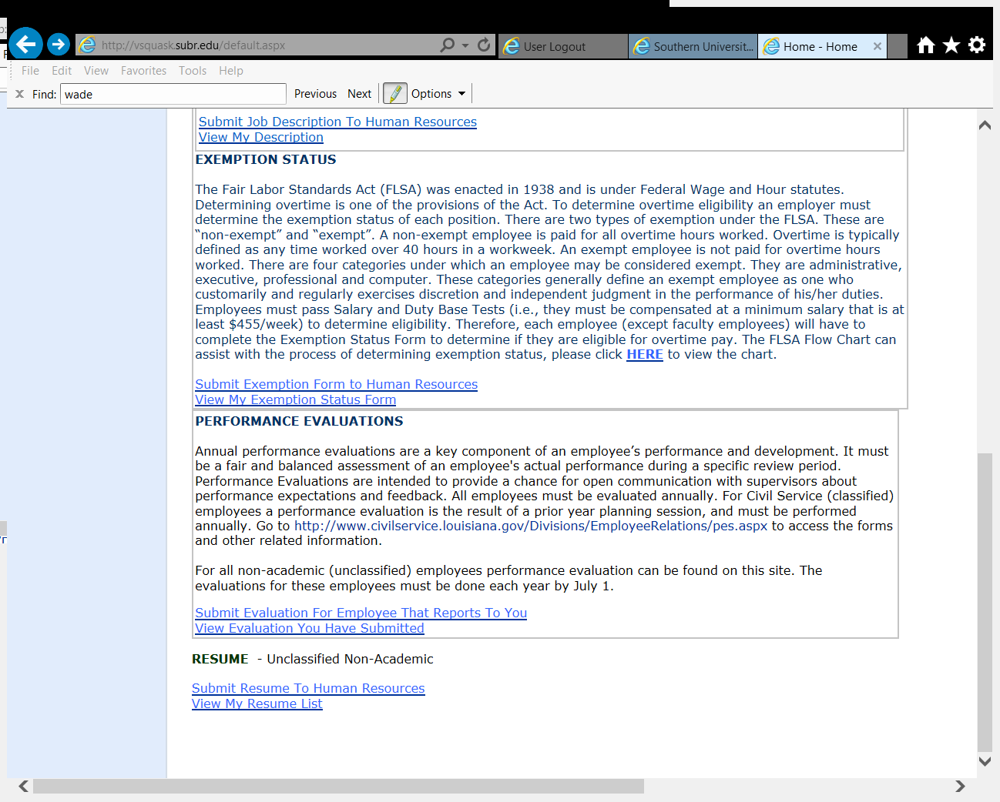 http://vsquask.subr.edu/default.aspx
User Logout
Southern Universit...
Home - Home
File Edit View Favorites Tools Help
x Find: wade Previous Next Options
Submit Job Description To Human Resources
View My Description
EXEMPTION STATUS
The Fair Labor Standards Act (FLSA) was enacted in 1938 and is under Federal Wage and Hour statutes.
Determining overtime is one of the provisions of the Act. To determine overtime eligibility an employer must
determine the exemption status of each position. There are two types of exemption under the FLSA. These are
“non-exempt” and “exempt”. A non-exempt employee is paid for all overtime hours worked. Overtime is typically
defined as any time worked over 40 hours in a workweek. An exempt employee is not paid for overtime hours
worked. There are four categories under which an employee may be considered exempt. They are administrative,
executive, professional and computer. These categories generally define an exempt employee as one who
customarily and regularly exercises discretion and independent judgment in the performance of his/her duties.
Employees must pass Salary and Duty Base Tests (i.e., they must be compensated at a minimum salary that is at
least $455/week) to determine eligibility. Therefore, each employee (except faculty employees) will have to
complete the Exemption Status Form to determine if they are eligible for overtime pay. The FLSA Flow Chart can
assist with the process of determining exemption status, please click HERE to view the chart.
Submit Exemption Form to Human Resources
View My Exemption Status Form
PERFORMANCE EVALUATIONS
Annual performance evaluations are a key component of an employee’s performance and development. It must
be a fair and balanced assessment of an employee's actual performance during a specific review period.
Performance Evaluations are intended to provide a chance for open communication with supervisors about
performance expectations and feedback. All employees must be evaluated annually. For Civil Service (classified)
employees a performance evaluation is the result of a prior year planning session, and must be performed
annually. Go to http://www.civilservice.louisiana.gov/Divisions/EmployeeRelations/pes.aspx to access the forms
and other related information.
For all non-academic (unclassified) employees performance evaluation can be found on this site. The
evaluations for these employees must be done each year by July 1.
Submit Evaluation For Employee That Reports To You
View Evaluation You Have Submitted
RESUME - Unclassified Non-Academic
Submit Resume To Human Resources
View My Resume List